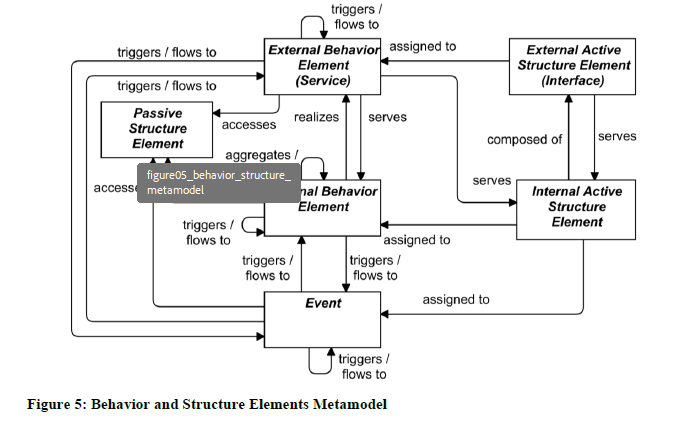 triggers /
flows to
triggers / flows to
External Behavior
Element
(Service)
assigned to
External Active
Structure Element
(Interface)
triggers / flows to
Passive
Structure
Element
accesses
realizes
serves
composed of
serves
aggregates /
figure05_behavior_structure_
metamodel
serves
nal Behavior
Element
Internal Active
Structure
Element
triggers /
flows to
assigned to
triggers /
flows to
triggers /
flows to
Event
assigned to
triggers /
flows to
Figure 5: Behavior and Structure Elements Metamodel